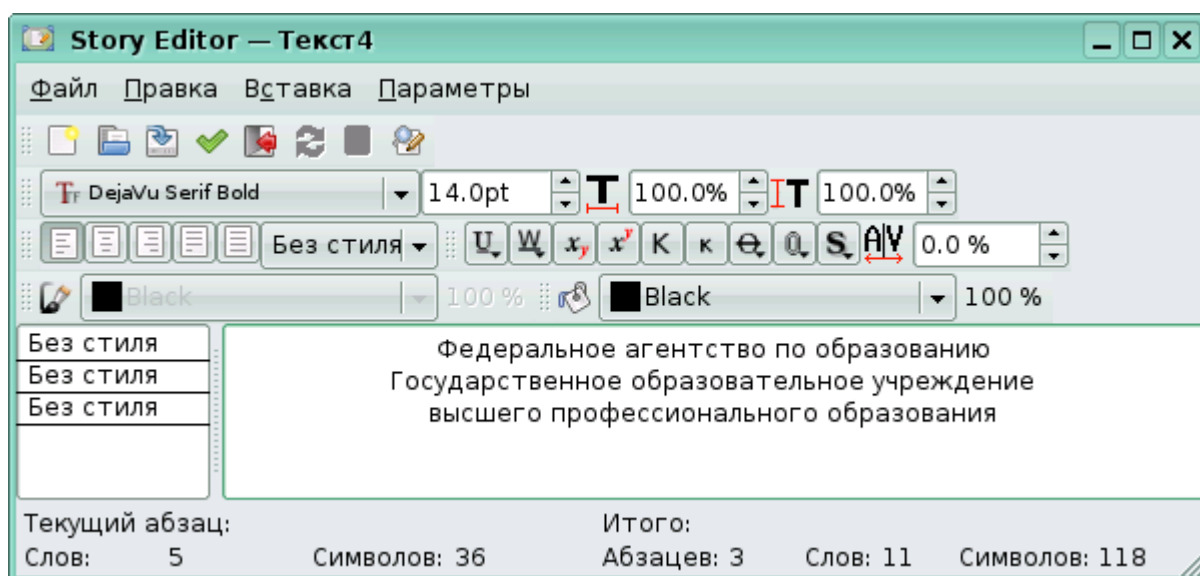 Story Editor — Текст4
Файл Правка Вставка Параметры
DejaVu Serif Bold 14.0pt 100.0% 100.0%
Без стиля 0.0 %
Black 100 % Black 100 %
Без стиля
Без стиля
Без стиля
Федеральное агентство по образованию
Государственное образовательное учреждение
высшего профессионального образования
Текущий абзац: Итого:
Слов: 5 Символов: 36 Абзацев: 3 Слов: 11 Символов: 118